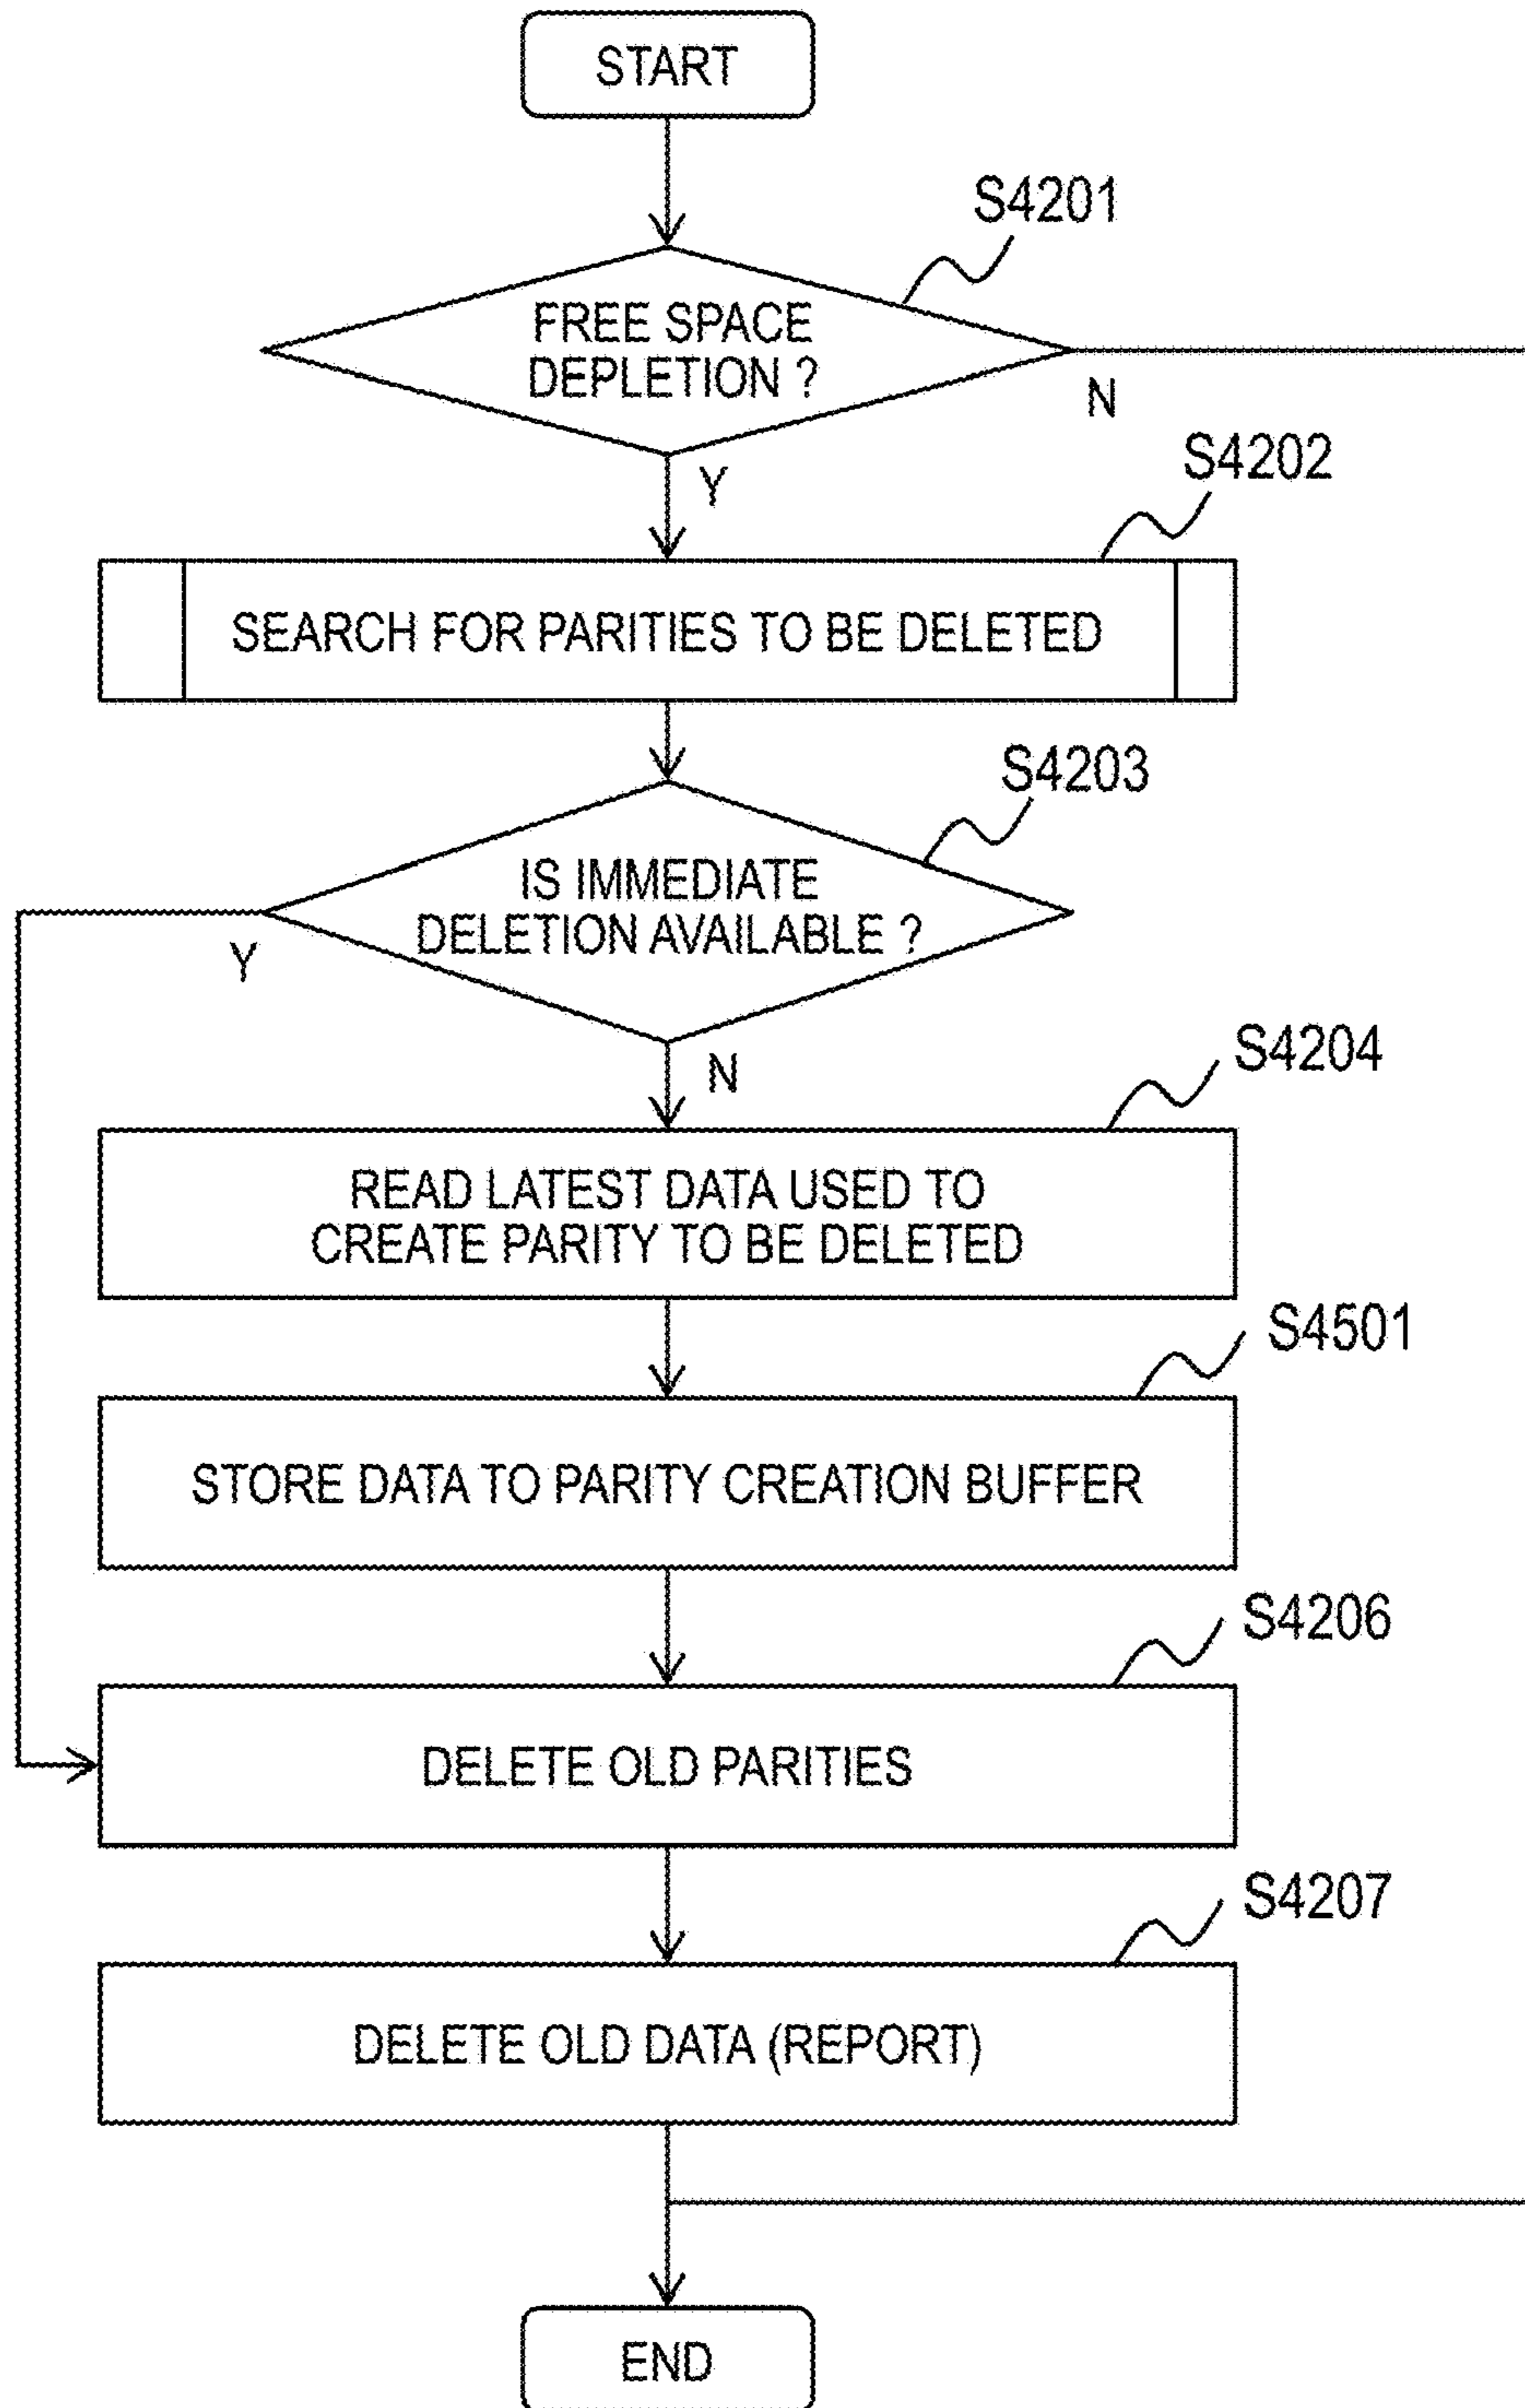 START
S4201
FREE SPACE
DEPLETION ?
N
Y
S4202
SEARCH FOR PARITIES TO BE DELETED
S4203
IS IMMEDIATE
DELETION AVAILABLE ?
Y
N
S4204
READ LATEST DATA USED TO
CREATE PARITY TO BE DELETED
S4501
STORE DATA TO PARITY CREATION BUFFER
S4206
DELETE OLD PARITIES
S4207
DELETE OLD DATA (REPORT)
END